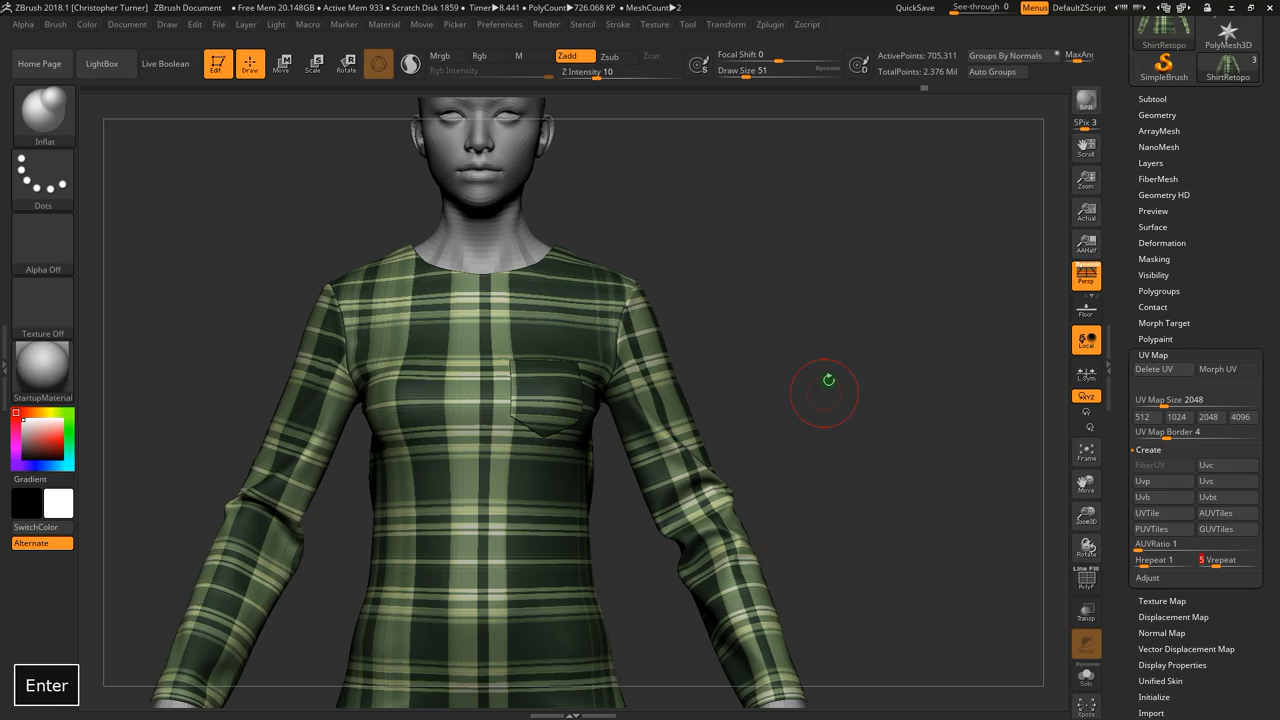 ZBrush 2018.1 [Christopher Turner] ZBrush Document • Free Mem 20.148GB • Active Mem 933 • Scratch Disk 1859 • Timer▶8.441 • PolyCount▶726.068 KP • MeshCount▶2 QuickSave See-through 0 Menus DefaultZScript
Alpha Brush Color Document Draw Edit File Layer Light Macro Marker Material Movie Picker Preferences Render Stencil Stroke Texture Tool Transform Zplugin Zscript
Home Page LightBox Live Boolean Edit Draw Move Scale Rotate
Mrgb Rgb M Zadd Zsub Zcut
Rgb Intensity Z Intensity 10
Focal Shift 0
Draw Size 51 Dynamic
S D
ActivePoints: 705.311 Groups By Normals MaxAng
TotalPoints: 2.376 Mil Auto Groups
Inflat
Dots
Alpha Off
Texture Off
StartupMaterial
Gradient
SwitchColor
Alternate
Enter
BPR
SPix 3
Scroll
Zoom
Actual
AAHalf
Dynamic
Persp
Floor
Local
L.Sym
XYZ
Frame
Move
Zoom3D
Rotate
Line Fill
PolyF
Transp
Ghost
Dynamic
Solo
Xpose
ShirtRetopo PolyMesh3D
3
SimpleBrush ShirtRetopo
Subtool
Geometry
ArrayMesh
NanoMesh
Layers
FiberMesh
Geometry HD
Preview
Surface
Deformation
Masking
Visibility
Polygroups
Contact
Morph Target
Polypaint
UV Map
Delete UV Morph UV
UV Map Size 2048
512 1024 2048 4096
UV Map Border 4
Create
FiberUV Uvc
Uvp Uvs
Uvb Uvbt
UVTile AUVTiles
PUVTiles GUVTiles
AUVRatio 1
Hrepeat 1 5 Vrepeat
Adjust
Texture Map
Displacement Map
Normal Map
Vector Displacement Map
Display Properties
Unified Skin
Initialize
Import